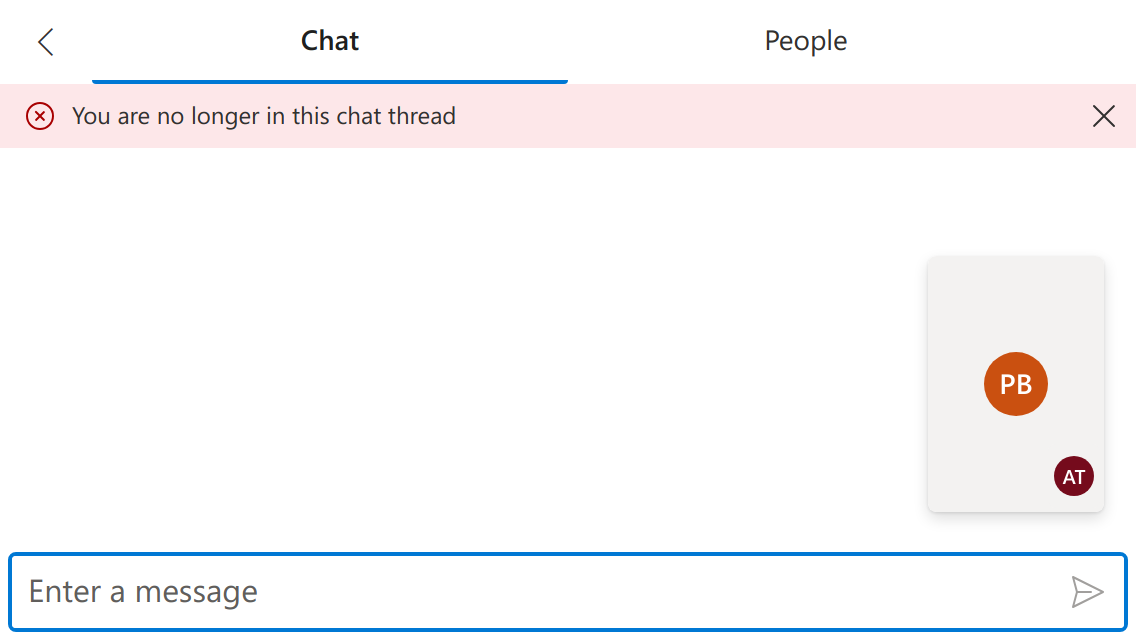 Chat
People
You are no longer in this chat thread
PB
AT
Enter a message